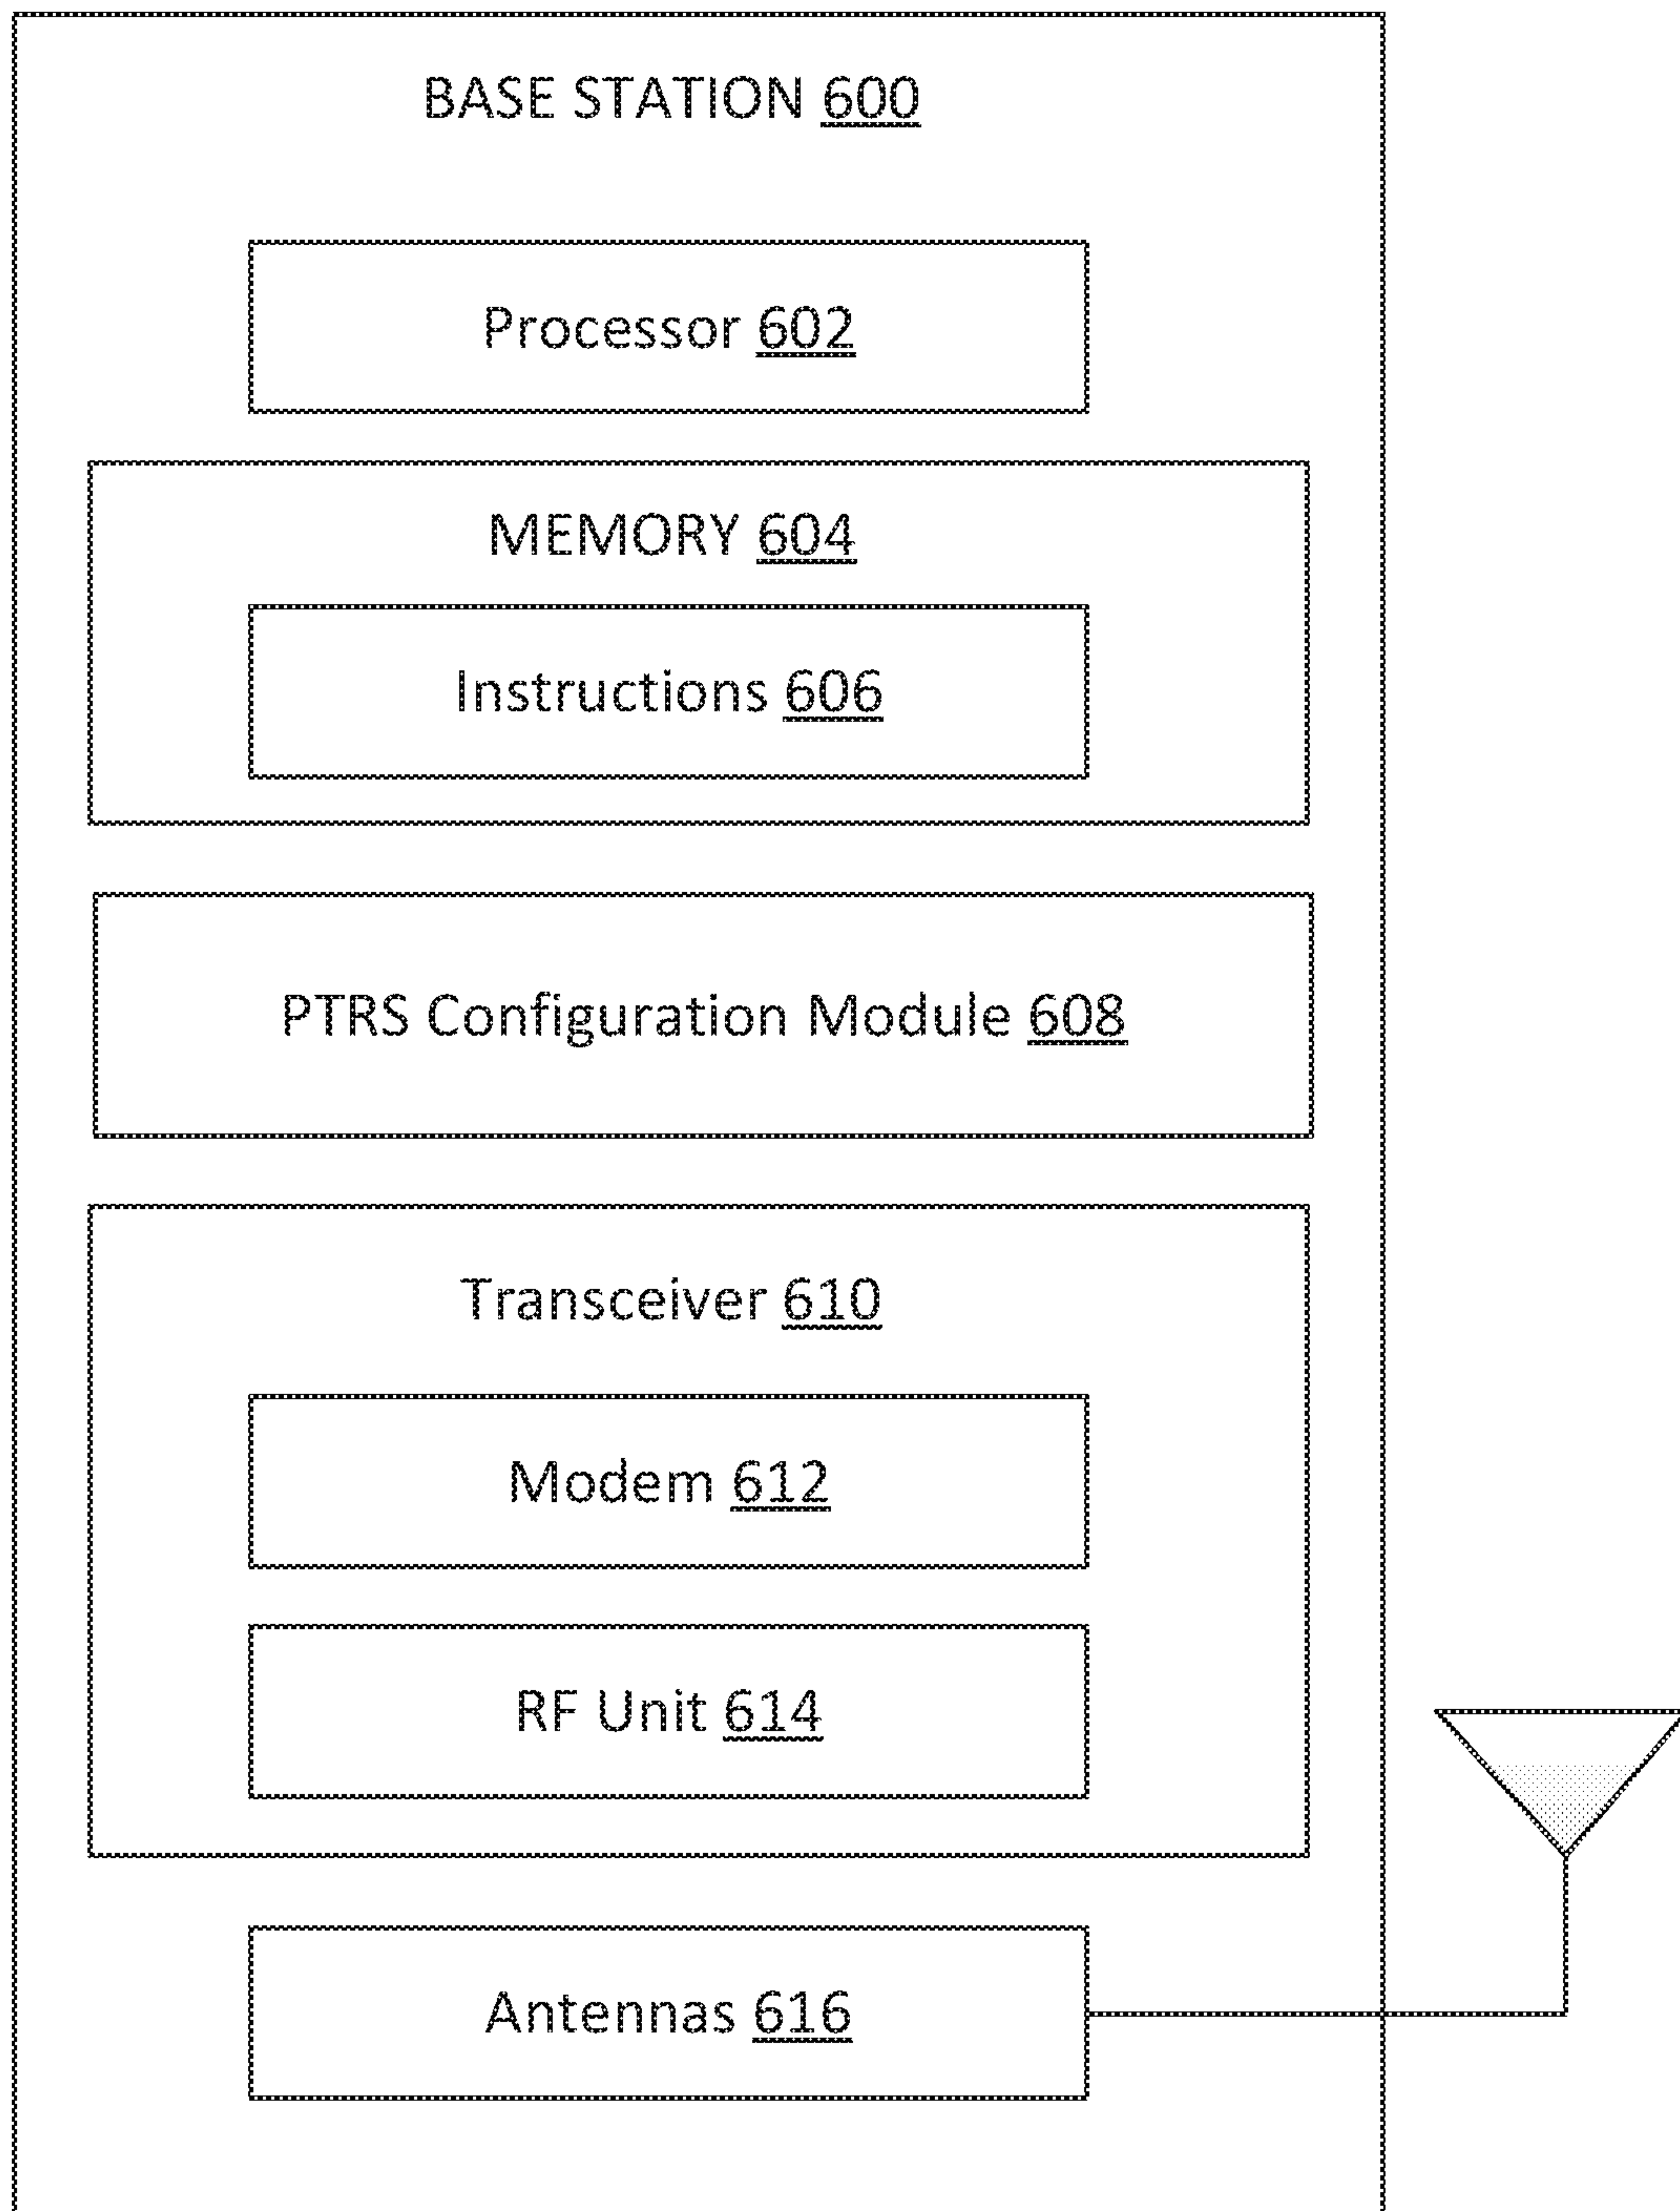 BASE STATION 600
Processor 602
MEMORY 604
Instructions 606
PTRS Configuration Module 608
Transceiver 610
Modem 612
RF Unit 614
Antennas 616